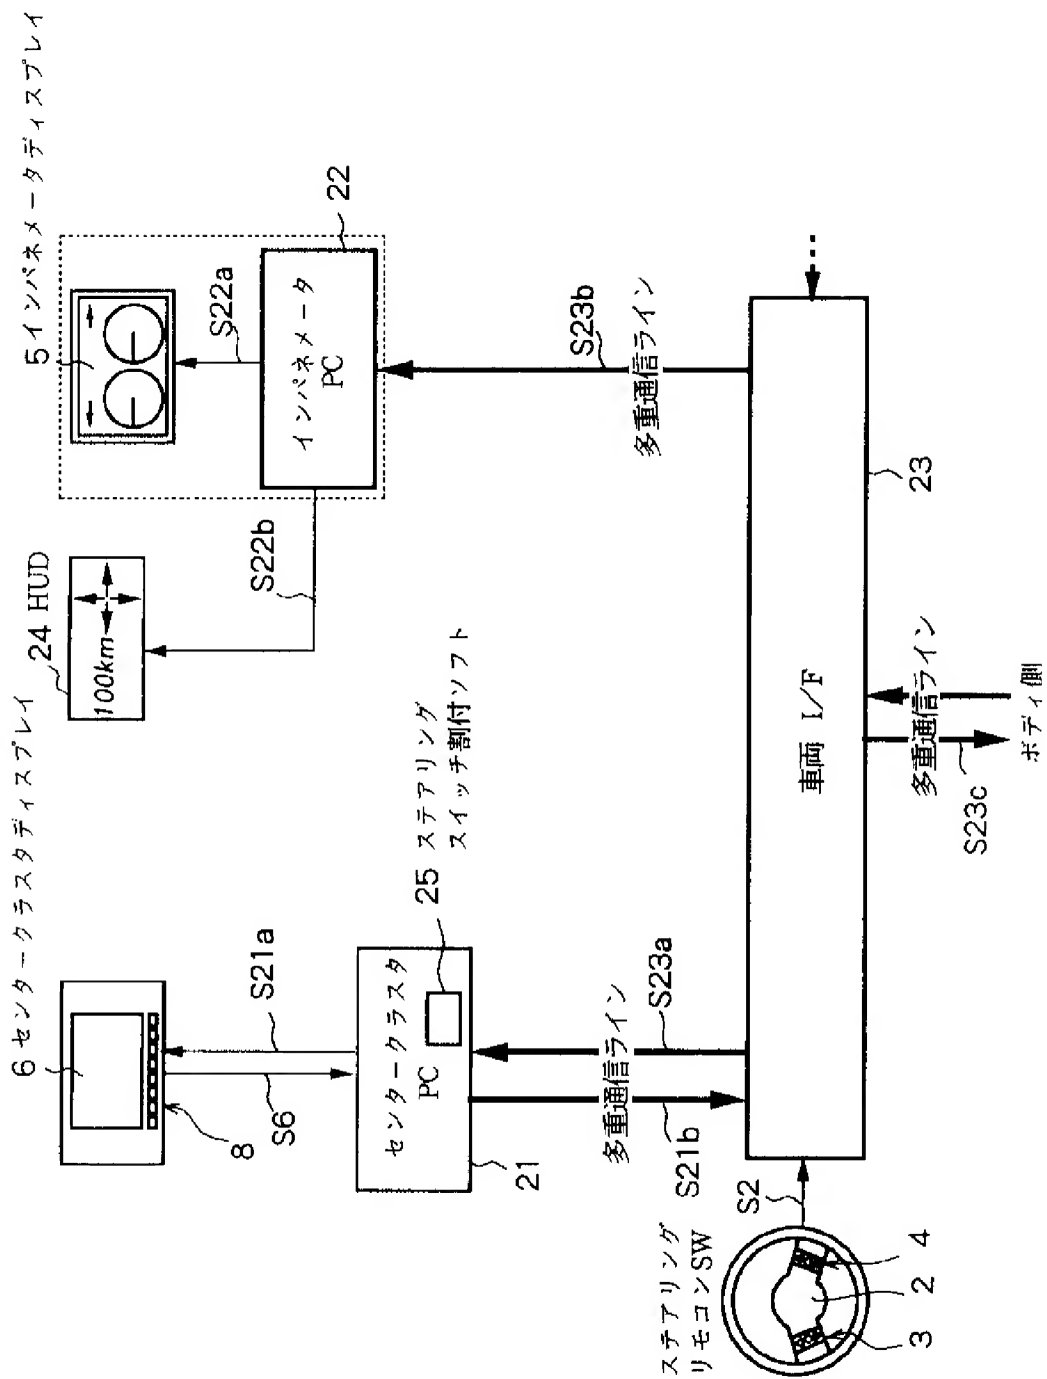 6 センタークラスタディスプレイ
24 HUD
5 インパネメータディスプレイ
100km
8
S6
S21a
S22b
S22a
22
センタークラスタ
PC
インパネメータ
PC
21
25 ステアリング
スイッチ割付ソフト
多重通信ライン
S21b
S23a
多重通信ライン
S23b
ステアリング
リモコンSW
S2
車両 I/F
23
3
2
4
多重通信ライン
S23c
ボディ側